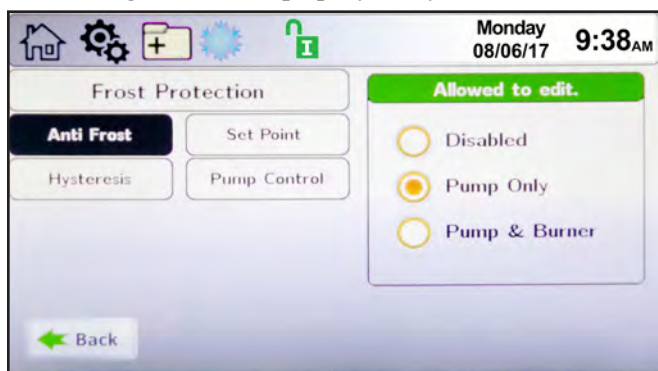 Monday
08/06/17
9:38AM
Frost Protection
Allowed to edit.
Anti Frost
Set Point
Hysteresis
Pump Control
Disabled
Pump Only
Pump & Burner
Back